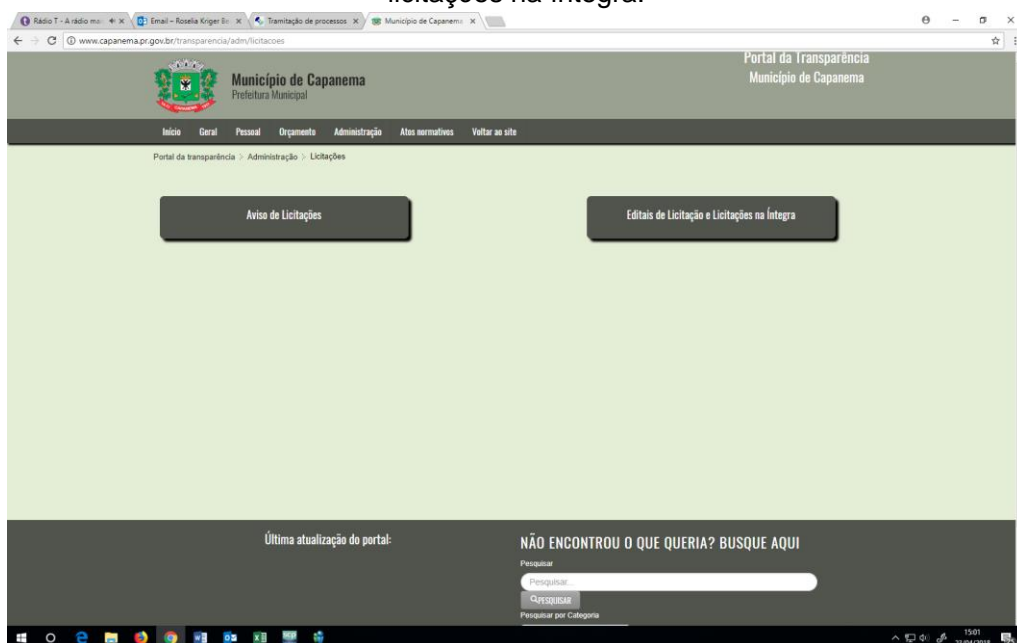 licitações na íntegra.
Rádio T - A rádio ma
Email – Roselia Kriger Be
Tramitação de processos
Município de Capanema
www.capanema.pr.gov.br/transparencia/adm/licitacoes
Portal da Transparência
Município de Capanema
Município de Capanema
Prefeitura Municipal
Início Geral Pessoal Orçamento Administração Atos normativos Voltar ao site
Portal da transparência > Administração > Licitações
Aviso de Licitações
Editais de Licitação e Licitações na Íntegra
Última atualização do portal:
NÃO ENCONTROU O QUE QUERIA? BUSQUE AQUI
Pesquisar
Pesquisar...
PESQUISAR
Pesquisar por Categoria
15:01